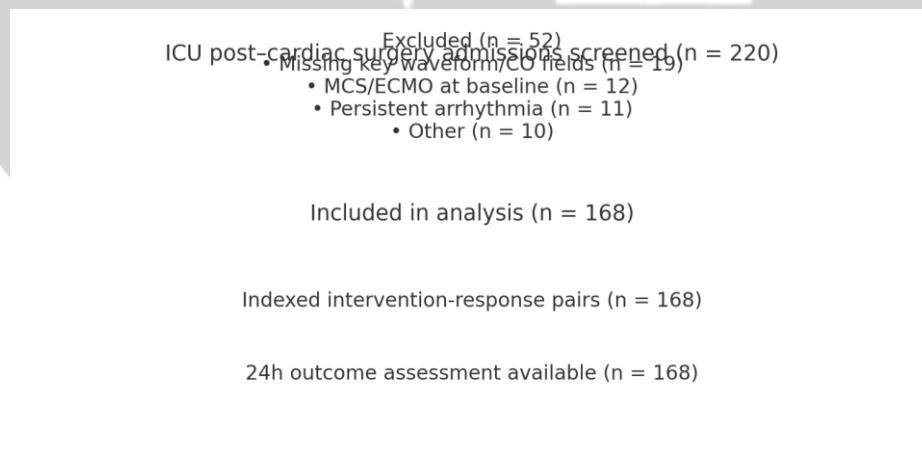 Excluded (n = 52)
ICU post–cardiac surgery admissions screened (n = 220)
• Missing key waveform/CO fields (n = 19)
• MCS/ECMO at baseline (n = 12)
• Persistent arrhythmia (n = 11)
• Other (n = 10)
Included in analysis (n = 168)
Indexed intervention-response pairs (n = 168)
24h outcome assessment available (n = 168)